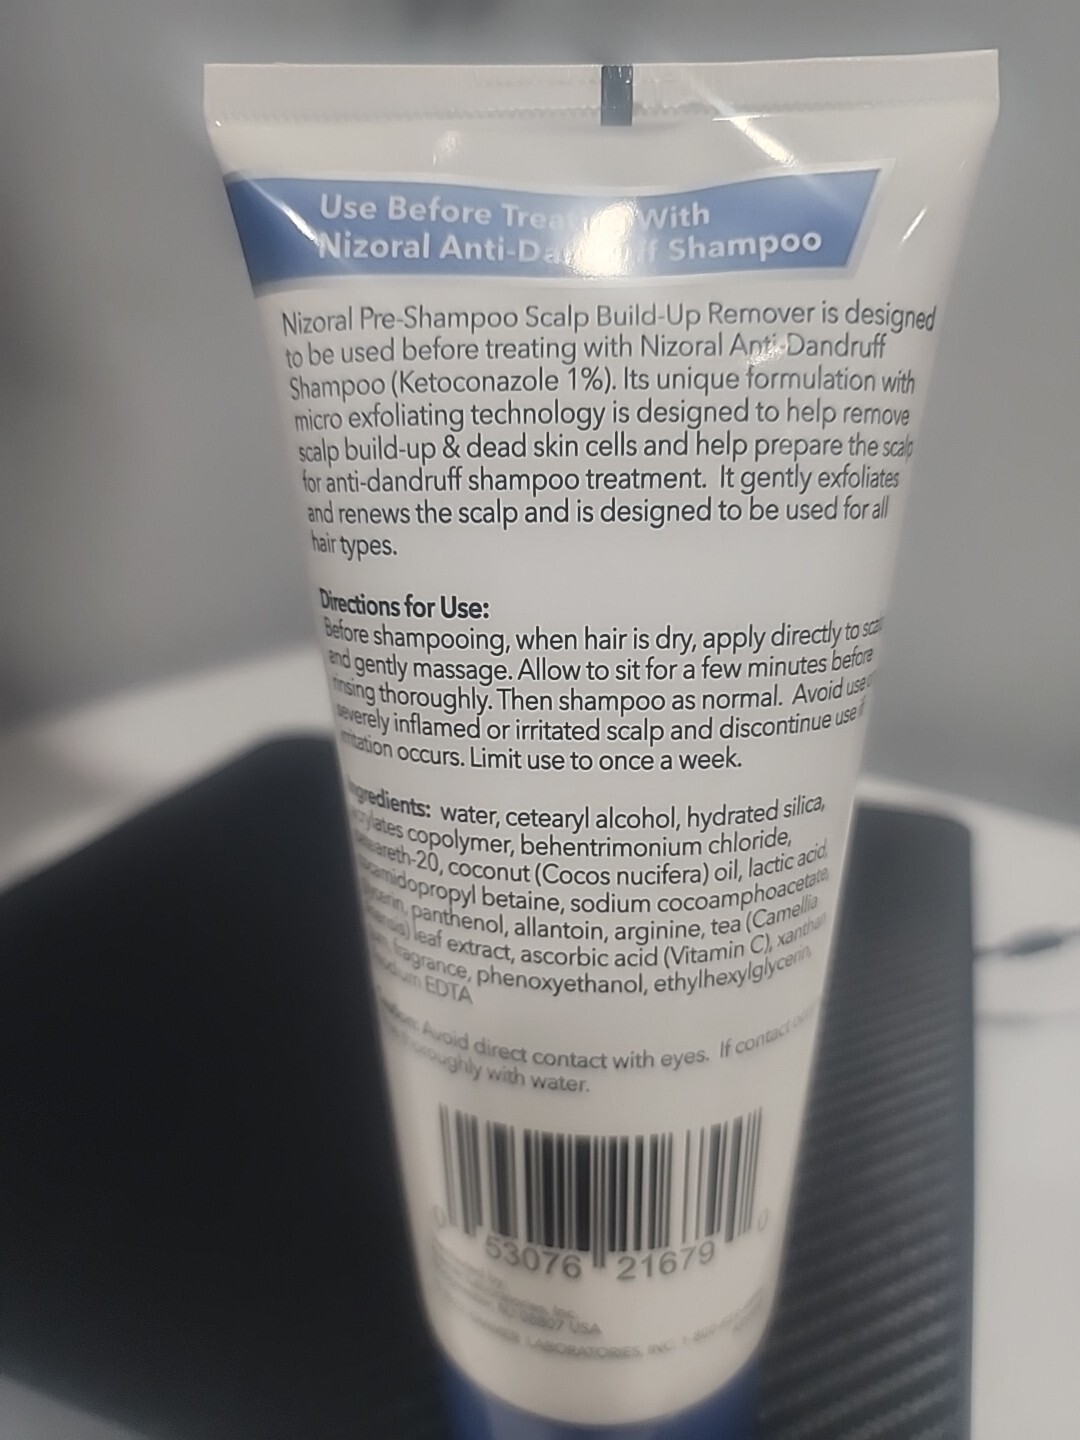 Use Before With
Nizoral Shampoo
Nizoral Pre-Shampoo Scalp Build-Up Remover is designed
to be used before treating with Nizoral Anti-Dandruff
Shampoo (Ketoconazole 1%). Its unique formulation with
micro exfoliating technology is designed to help remove
scalp build-up & dead skin cells and help prepare the scalp
for anti-dandruff shampoo treatment. It gently exfoliates
and renews the scalp and is designed to be used for all
hair types.
Directions for Use:
Before shampooing, when hair is dry, apply directly to
and gently massage. Allow to sit for a few minutes before
rinsing thoroughly. Then shampoo as normal. Avoid use
severely inflamed or irritated scalp and discontinue use
occurs. Limit use to once a week.
Ingredients: water, cetearyl alcohol, hydrated silica,
copolymer, behentrimonium chloride,
coconut (Cocos nucifera) oil, lactic acid,
betaine, sodium cocoamphoacetate,
panthenol, allantoin, arginine, tea (Camellia
leaf extract, ascorbic acid (Vitamin C),
fragrance, phenoxyethanol, ethylhexylglycerin,
EDTA
Avoid direct contact with eyes. If contact
with water.
0 53076 21679 0
USA
LABORATORIES, INC.